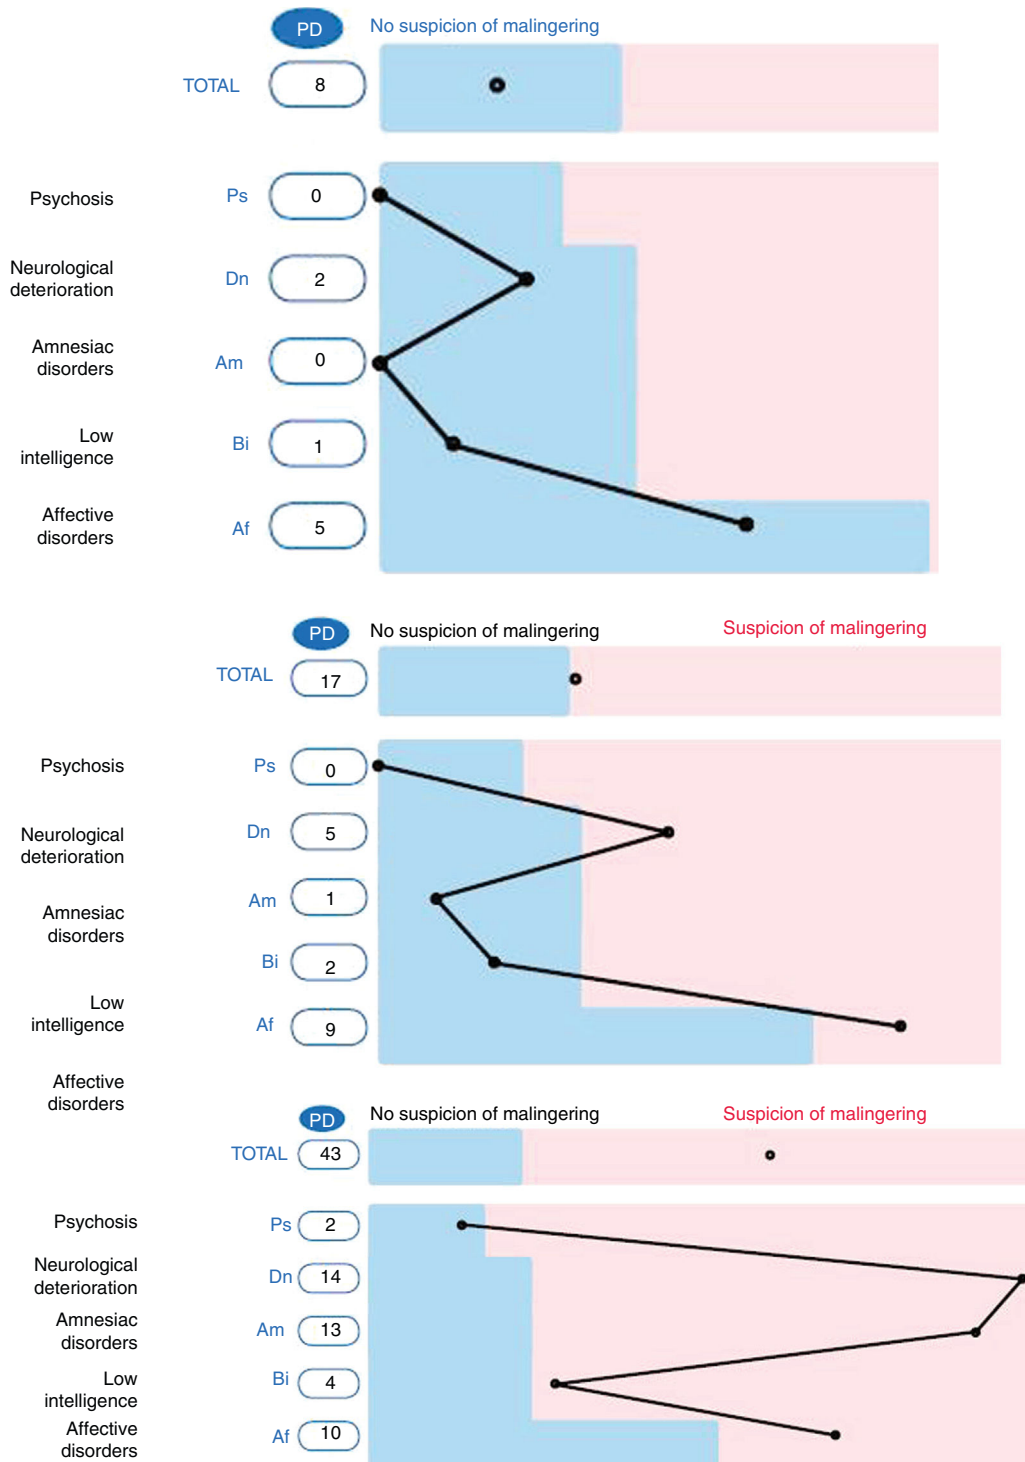 PD No suspicion of malingering
TOTAL 8
Psychosis Ps 0
Neurological
deterioration Dn 2
Amnesiac
disorders Am 0
Low
intelligence Bi 1
Affective
disorders Af 5
PD No suspicion of malingering Suspicion of malingering
TOTAL 17
Psychosis Ps 0
Neurological
deterioration Dn 5
Amnesiac
disorders Am 1
Low
intelligence Bi 2
Affective
disorders Af 9
PD No suspicion of malingering Suspicion of malingering
TOTAL 43
Psychosis Ps 2
Neurological
deterioration Dn 14
Amnesiac
disorders Am 13
Low
intelligence Bi 4
Affective
disorders Af 10